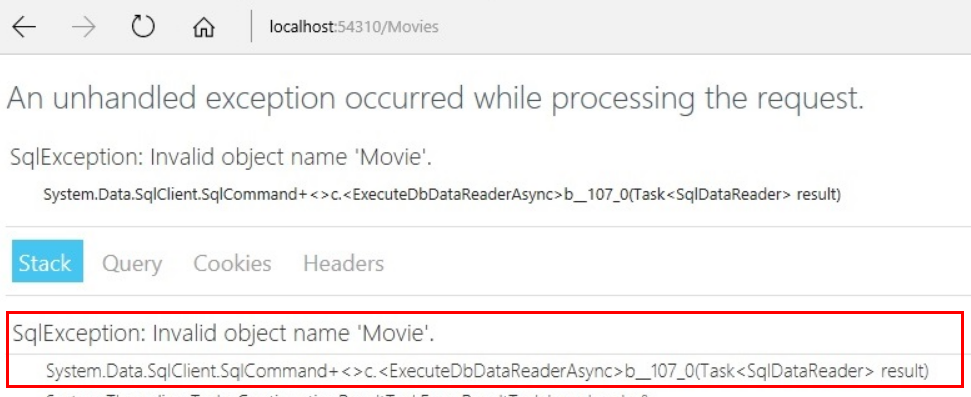 localhost:54310/Movies
An unhandled exception occurred while processing the request.
SqlException: Invalid object name 'Movie'.
System.Data.SqlClient.SqlCommand+<>c.<ExecuteDbDataReaderAsync>b__107_0(Task<SqlDataReader> result)
Stack Query Cookies Headers
SqlException: Invalid object name 'Movie'.
System.Data.SqlClient.SqlCommand+<>c.<ExecuteDbDataReaderAsync>b__107_0(Task<SqlDataReader> result)